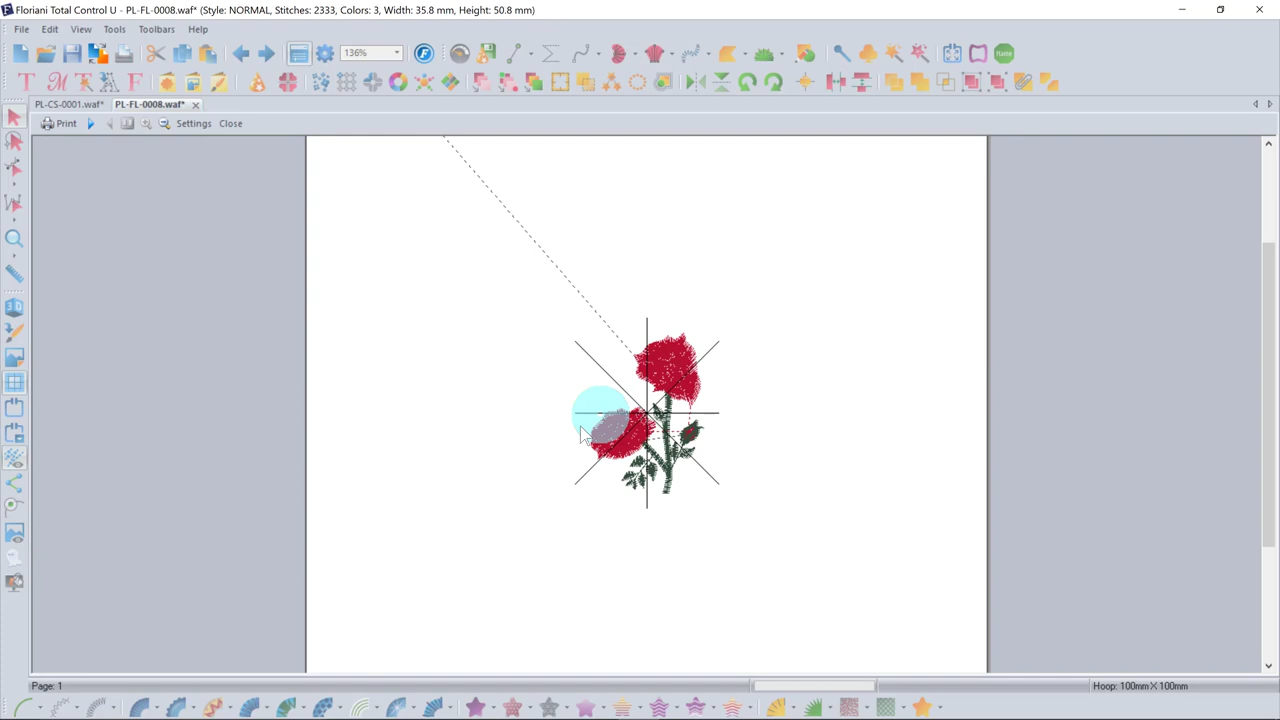 Floriani Total Control U - PL-FL-0008.waf* (Style: NORMAL, Stitches: 2333, Colors: 3, Width: 35.8 mm, Height: 50.8 mm)
File Edit View Tools Toolbars Help
136%
PL-CS-0001.waf* PL-FL-0008.waf*
Print Settings Close
Page: 1 Hoop: 100mm X 100mm